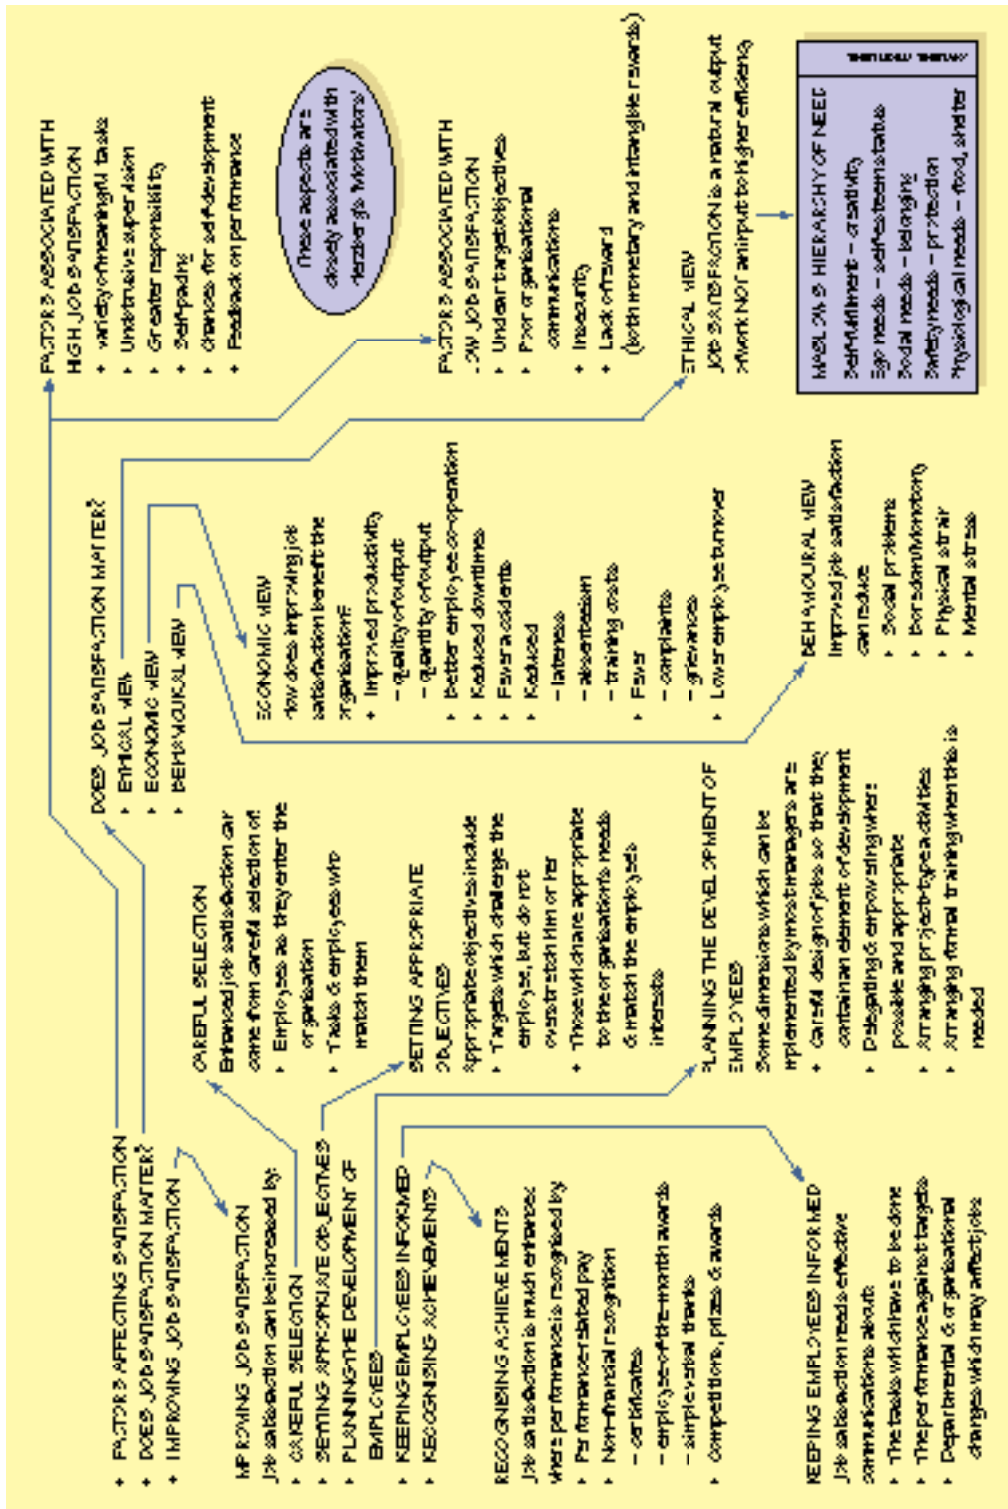 • FACTORS AFFECTING SATISFACTION
• DOES JOB SATISFACTION MATTER?
• IMPROVING JOB SATISFACTION
IMPROVING JOB SATISFACTION
Job satisfaction can be increased by:
• CAREFUL SELECTION
• SETTING APPROPRIATE OBJECTIVES
• PLANNING THE DEVELOPMENT OF
EMPLOYEES
• KEEPING EMPLOYEES INFORMED
• RECOGNISING ACHIEVEMENTS
RECOGNISING ACHIEVEMENTS
Job satisfaction is much enhanced
where performance is recognised by
• Performance-related pay
• Non-financial recognition
– certificates
– employee-of-the-month awards
– simple verbal thanks
• Competitions, prizes & awards
KEEPING EMPLOYEES INFORMED
Job satisfaction needs effective
communications about:
• The tasks which have to be done
• The performance against targets
• Departmental & organisational
changes which may affect jobs
CAREFUL SELECTION
Enhanced job satisfaction can
come from careful selection of:
• Employees as they enter the
organisation
• Tasks & employees who
match them
SETTING APPROPRIATE
OBJECTIVES
Appropriate objectives include
• Targets which challenge the
employee, but do not
overstretch him or her
• Those which are appropriate
to the organisation's needs
& match the employee's
interests
PLANNING THE DEVELOPMENT OF
EMPLOYEES
Some dimensions which can be
implemented by most managers are:
• Careful design of jobs so that they
contain an element of development
• Delegating & empowering where
possible and appropriate
• Arranging project-type activities
• Arranging formal training when this is
needed
DOES JOB SATISFACTION MATTER?
• ETHICAL VIEW
• ECONOMIC VIEW
• BEHAVIOURAL VIEW
ECONOMIC VIEW
How does improving job
satisfaction benefit the
organisation?
• Improved productivity
– quality of output
– quantity of output
• Better employee co-operation
• Reduced downtimes
• Fewer accidents
• Reduced
– lateness
– absenteeism
– training costs
• Fewer
– complaints
– grievances
• Lower employee turnover
BEHAVIOURAL VIEW
Improved job satisfaction
can reduce
• Social problems
• Boredom/Monotony
• Physical strain
• Mental stress
FACTORS ASSOCIATED WITH
HIGH JOB SATISFACTION
• Variety of meaningful tasks
• Unobtrusive supervision
• Greater responsibility
• Self-pacing
• Chances for self-development
• Feedback on performance
These aspects are
closely associated with
Herzberg's 'Motivators'
FACTORS ASSOCIATED WITH
LOW JOB SATISFACTION
• Unclear targets/objectives
• Poor organisational
communications
• Insecurity
• Lack of reward
(both monetary and intangible rewards)
ETHICAL VIEW
JOB SATISFACTION is a natural output
of work NOT an input to higher efficiency
MASLOW'S HIERARCHY OF NEED
Self-fulfilment – creativity
Ego needs – self-esteem status
Social needs – belonging
Safety needs – protection
Physiological needs – food, shelter